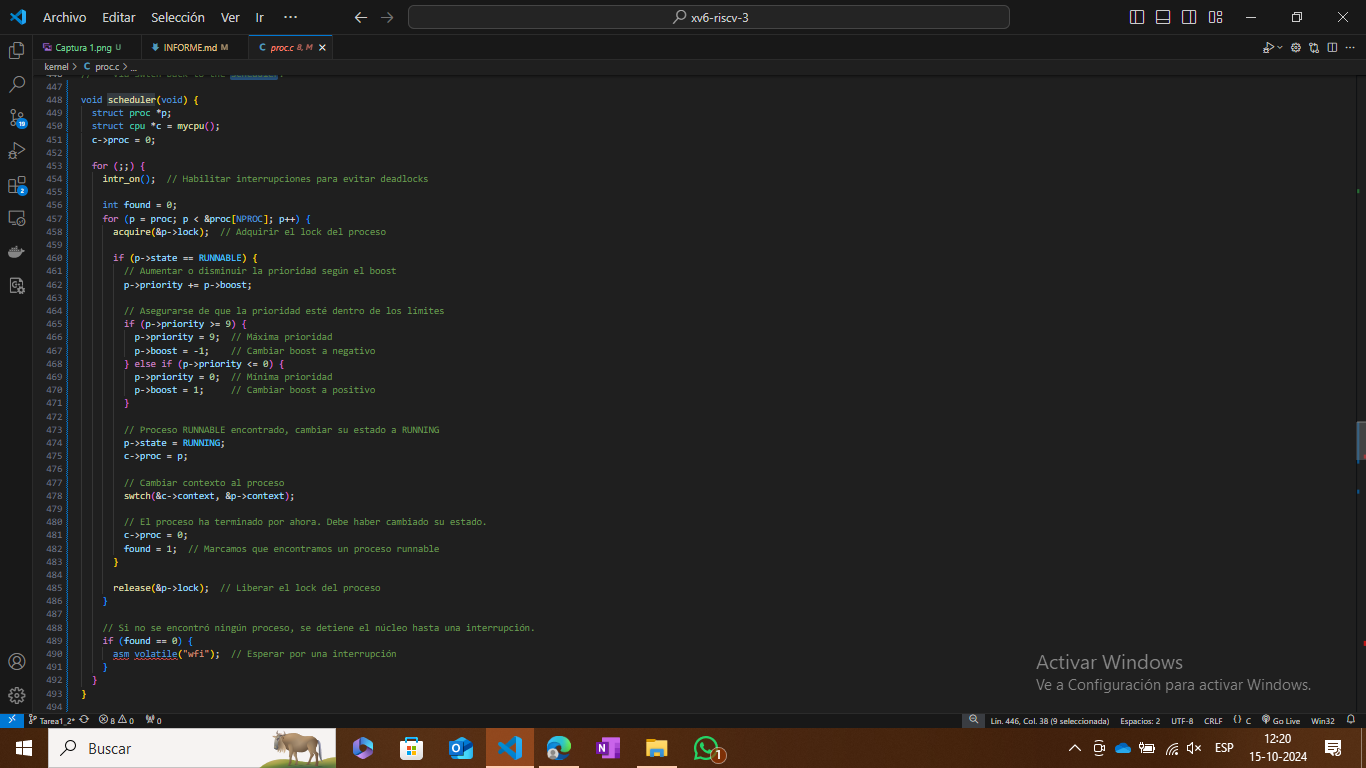 Archivo Editar Selección Ver Ir ··· xv6-riscv-3
Captura 1.png U INFORME.md M C proc.c 8, M
kernel > C proc.c > ...
447
448 void scheduler(void) {
449 struct proc *p;
450 struct cpu *c = mycpu();
451 c->proc = 0;
452
453 for (;;) {
454 intr_on(); // Habilitar interrupciones para evitar deadlocks
455
456 int found = 0;
457 for (p = proc; p < &proc[NPROC]; p++) {
458 acquire(&p->lock); // Adquirir el lock del proceso
459
460 if (p->state == RUNNABLE) {
461 // Aumentar o disminuir la prioridad según el boost
462 p->priority += p->boost;
463
464 // Asegurarse de que la prioridad esté dentro de los límites
465 if (p->priority >= 9) {
466 p->priority = 9; // Máxima prioridad
467 p->boost = -1; // Cambiar boost a negativo
468 } else if (p->priority <= 0) {
469 p->priority = 0; // Mínima prioridad
470 p->boost = 1; // Cambiar boost a positivo
471 }
472
473 // Proceso RUNNABLE encontrado, cambiar su estado a RUNNING
474 p->state = RUNNING;
475 c->proc = p;
476
477 // Cambiar contexto al proceso
478 swtch(&c->context, &p->context);
479
480 // El proceso ha terminado por ahora. Debe haber cambiado su estado.
481 c->proc = 0;
482 found = 1; // Marcamos que encontramos un proceso runnable
483 }
484
485 release(&p->lock); // Liberar el lock del proceso
486 }
487
488 // Si no se encontró ningún proceso, se detiene el núcleo hasta una interrupción.
489 if (found == 0) {
490 asm volatile("wfi"); // Esperar por una interrupción
491 }
492 }
493 }
494
19
2
Activar Windows
Ve a Configuración para activar Windows.
Tarea1_2* 8 0 0 Lín. 446, Col. 38 (9 seleccionada) Espacios: 2 UTF-8 CRLF {} C Go Live Win32
Buscar 1 ESP 12:20
15-10-2024